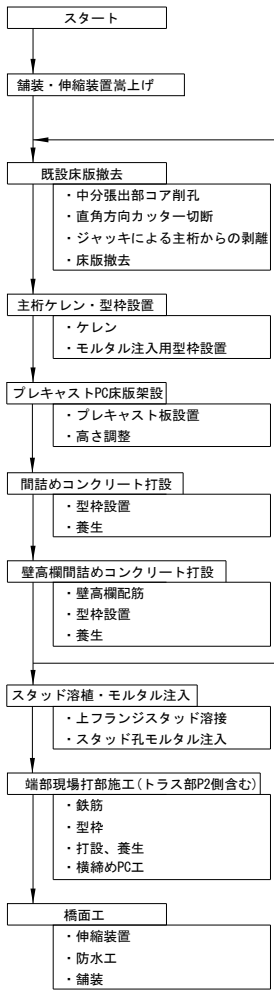 スタート
舗装・伸縮装置嵩上げ
既設床版撤去
・中分張出部コア削孔
・直角方向カッター切断
・ジャッキによる主桁からの剥離
・床版撤去
主桁ケレン・型枠設置
・ケレン
・モルタル注入用型枠設置
プレキャストPC床版架設
・プレキャスト板設置
・高さ調整
間詰めコンクリート打設
・型枠設置
・養生
壁高欄間詰めコンクリート打設
・壁高欄配筋
・型枠設置
・養生
スタッド溶植・モルタル注入
・上フランジスタッド溶接
・スタッド孔モルタル注入
端部現場打部施工(トラス部P2側含む)
・鉄筋
・型枠
・打設、養生
・横締めPC工
橋面工
・伸縮装置
・防水工
・舗装